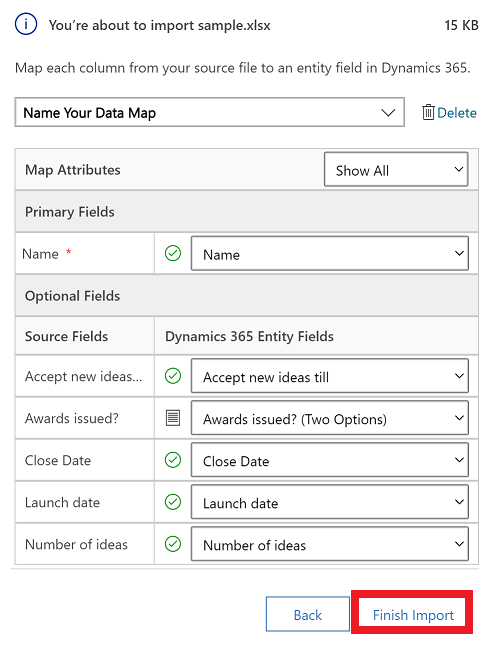 i You're about to import sample.xlsx 15 KB
Map each column from your source file to an entity field in Dynamics 365.
Name Your Data Map Delete
Map Attributes Show All
Primary Fields
Name * Name
Optional Fields
Source Fields Dynamics 365 Entity Fields
Accept new ideas... Accept new ideas till
Awards issued? Awards issued? (Two Options)
Close Date Close Date
Launch date Launch date
Number of ideas Number of ideas
Back Finish Import